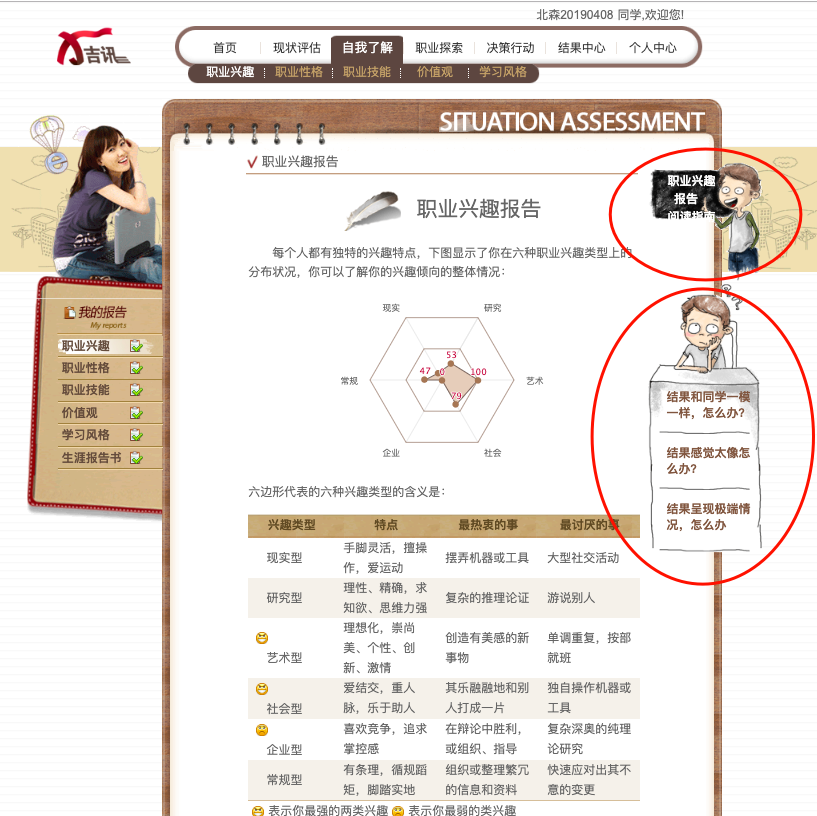 北森20190408 同学,欢迎您!
吉讯
首页 现状评估 自我了解 职业探索 决策行动 结果中心 个人中心
职业兴趣 职业性格 职业技能 价值观 学习风格
SITUATION ASSESSMENT
职业兴趣报告
职业兴趣报告
每个人都有独特的兴趣特点，下图显示了你在六种职业兴趣类型上的
分布状况，你可以了解你的兴趣倾向的整体情况：
现实 研究
53
47 0 100
常规 艺术
79
企业 社会
六边形代表的六种兴趣类型的含义是：
兴趣类型 特点 最热衷的事 最讨厌的事
现实型 手脚灵活，擅操 摆弄机器或工具 大型社交活动
作，爱运动
研究型 理性、精确，求 复杂的推理论证 游说别人
知欲、思维力强
理想化，崇尚 创造有美感的新 单调重复，按部
艺术型 美、个性、创 事物 就班
新、激情
爱结交，重人 其乐融融地和别 独自操作机器或
社会型 脉，乐于助人 人打成一片 工具
喜欢竞争，追求 在辩论中胜利， 复杂深奥的纯理
企业型 掌控感 或组织、指导 论研究
常规型 有条理，循规蹈 组织或整理繁冗 快速应对出其不
矩，脚踏实地 的信息和资料 意的变更
表示你最强的两类兴趣 表示你最弱的类兴趣
我的报告
My reports
职业兴趣
职业性格
职业技能
价值观
学习风格
生涯报告书
职业兴趣
报告
阅读指南
结果和同学一模
一样，怎么办?
结果感觉太像怎
么办?
结果呈现极端情
况，怎么办